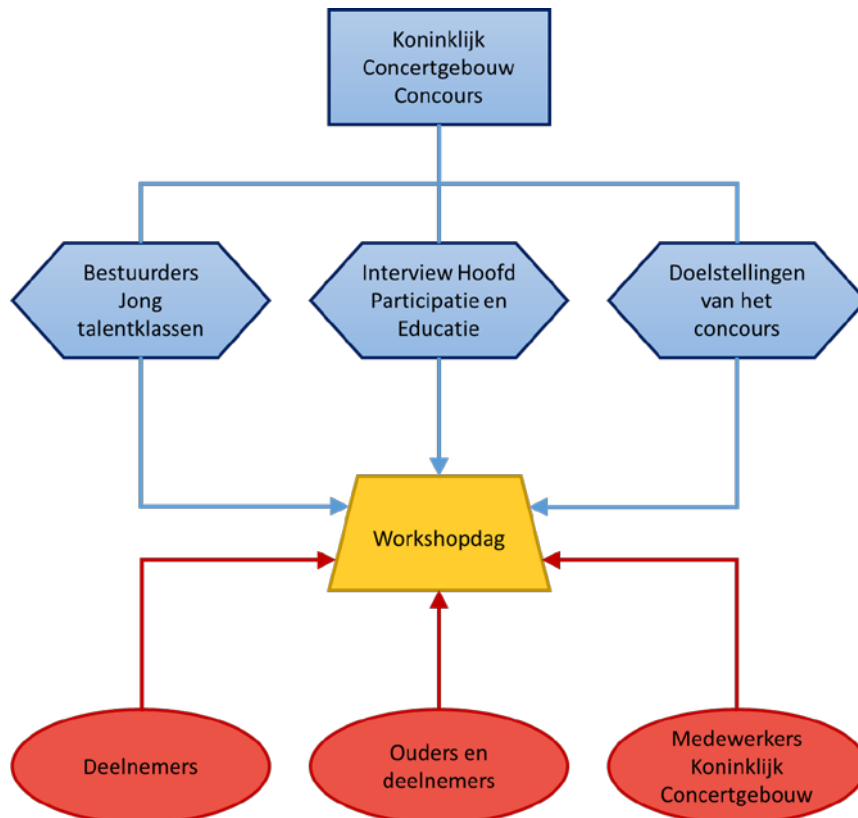 Koninklijk
Concertgebouw
Concours
Bestuurders
Jong
talentklassen
Interview Hoofd
Participatie en
Educatie
Doelstellingen
van het
concours
Workshopdag
Deelnemers
Ouders en
deelnemers
Medewerkers
Koninklijk
Concertgebouw